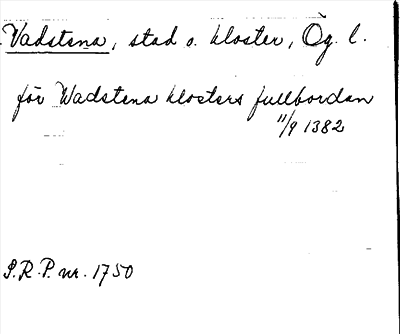 Vadstena, stad o. kloster, Ög. l.
för Wadstena klosters fullbordan
11/9 1382
S.R.P. nr. 1750